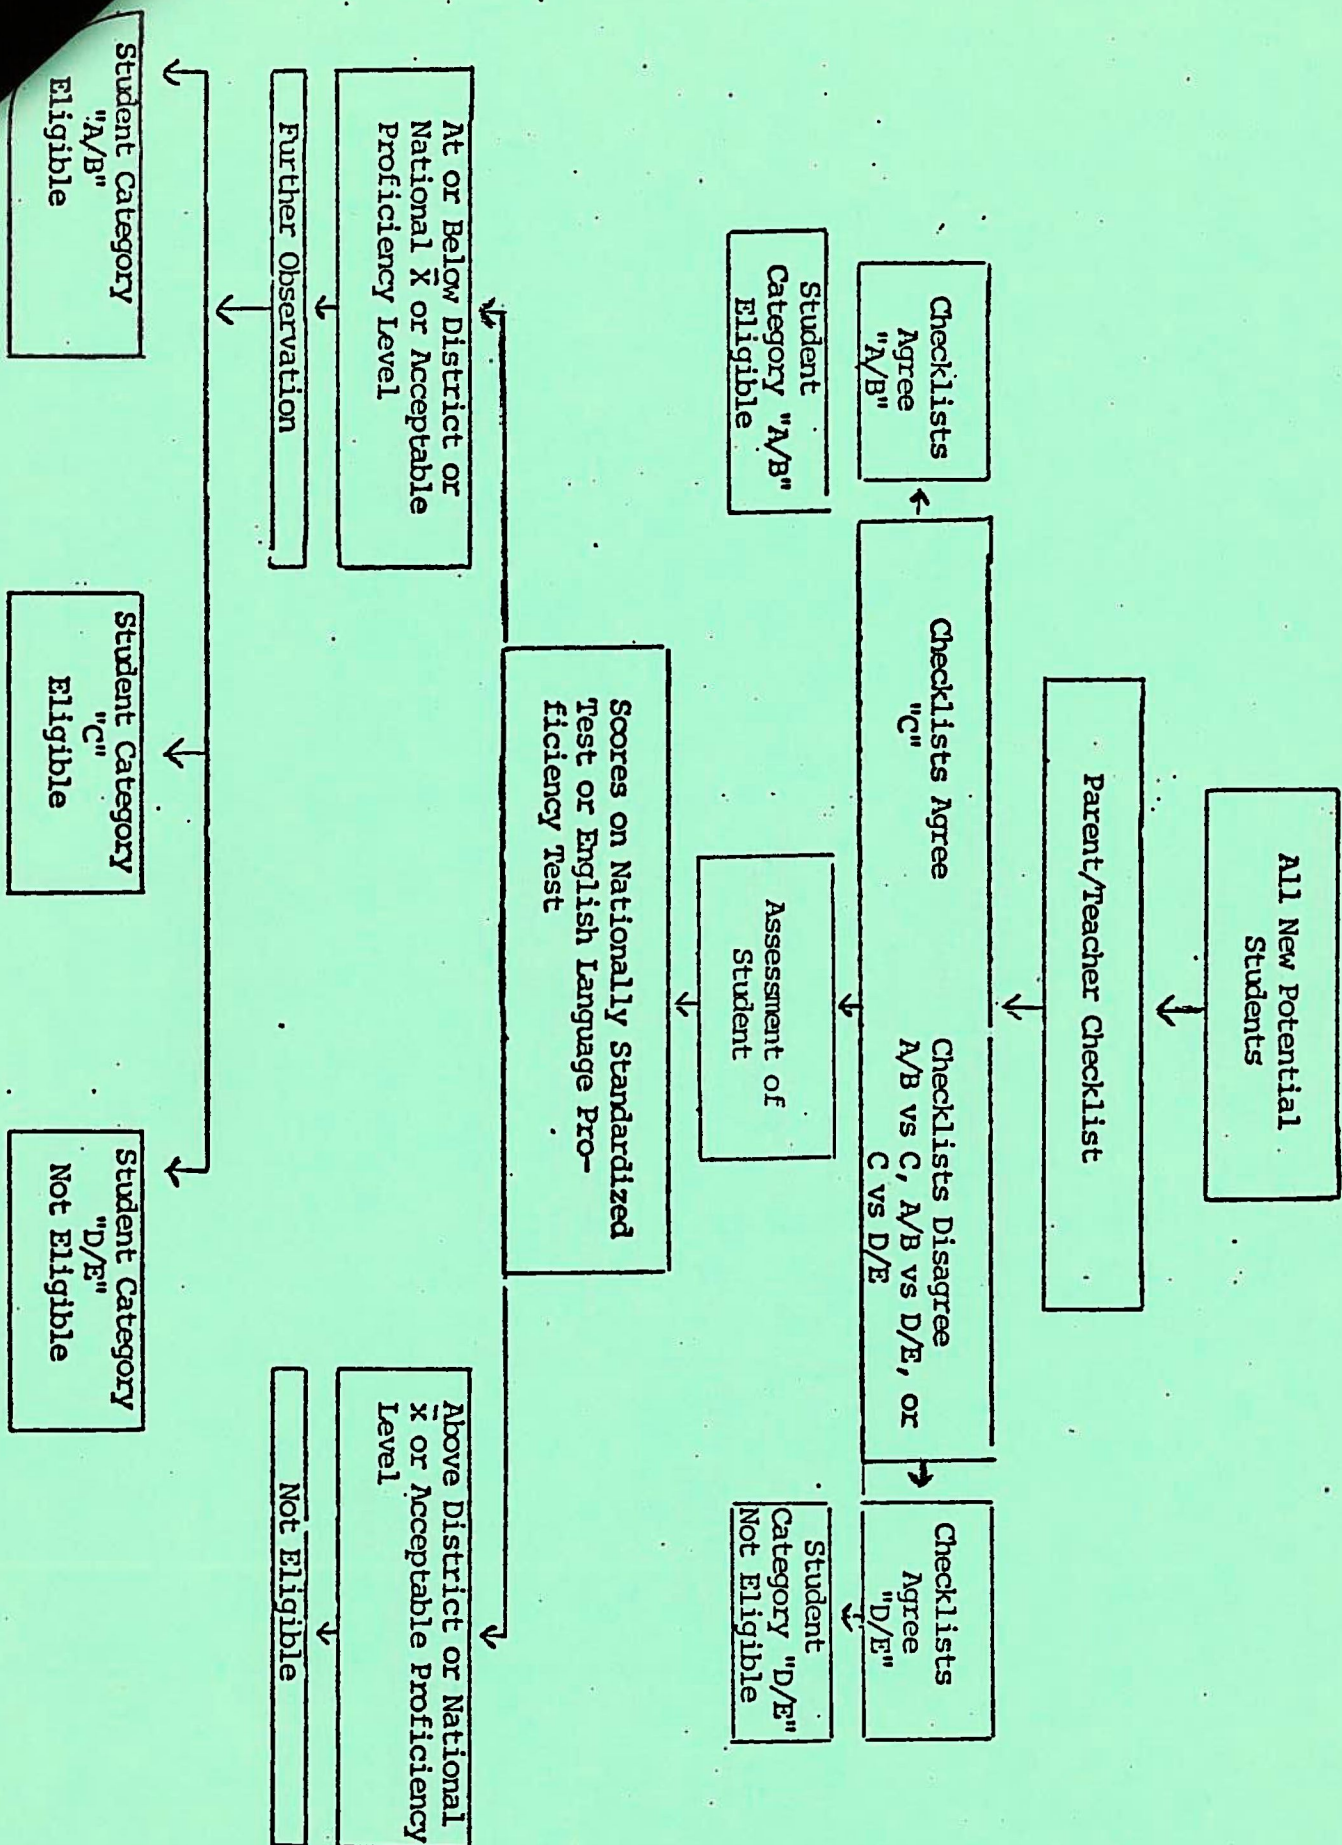 All New Potential
Students
Parent/Teacher Checklist
Checklists
Agree
"A/B"
Checklists Agree
"C"
Checklists Disagree
A/B vs C, A/B vs D/E, or
C vs D/E
Checklists
Agree
"D/E"
Student
Category "A/B"
Eligible
Assessment of
Student
Student
Category "D/E"
Not Eligible
Scores on Nationally Standardized
Test or English Language Pro-
ficiency Test
At or Below District or
National X̄ or Acceptable
Proficiency Level
Above District or National
x̄ or Acceptable Proficiency
Level
Further Observation
Not Eligible
Student Category
"A/B"
Eligible
Student Category
"C"
Eligible
Student Category
"D/E"
Not Eligible